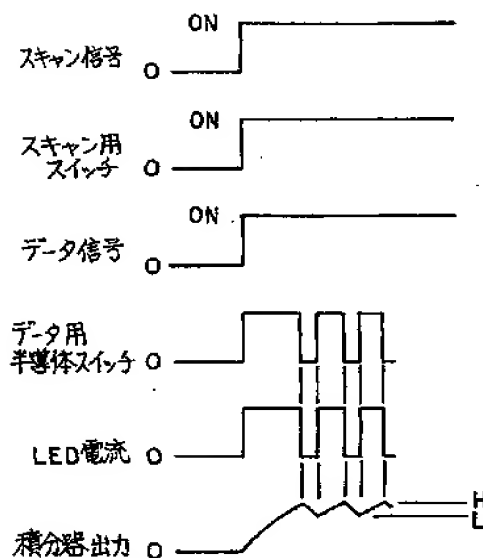 ON
スキャン信号 O
ON
スキャン用
スイッチ O
ON
データ信号 O
データ用
半導体スイッチ O
LED電流 O
H
L
積分器出力 O